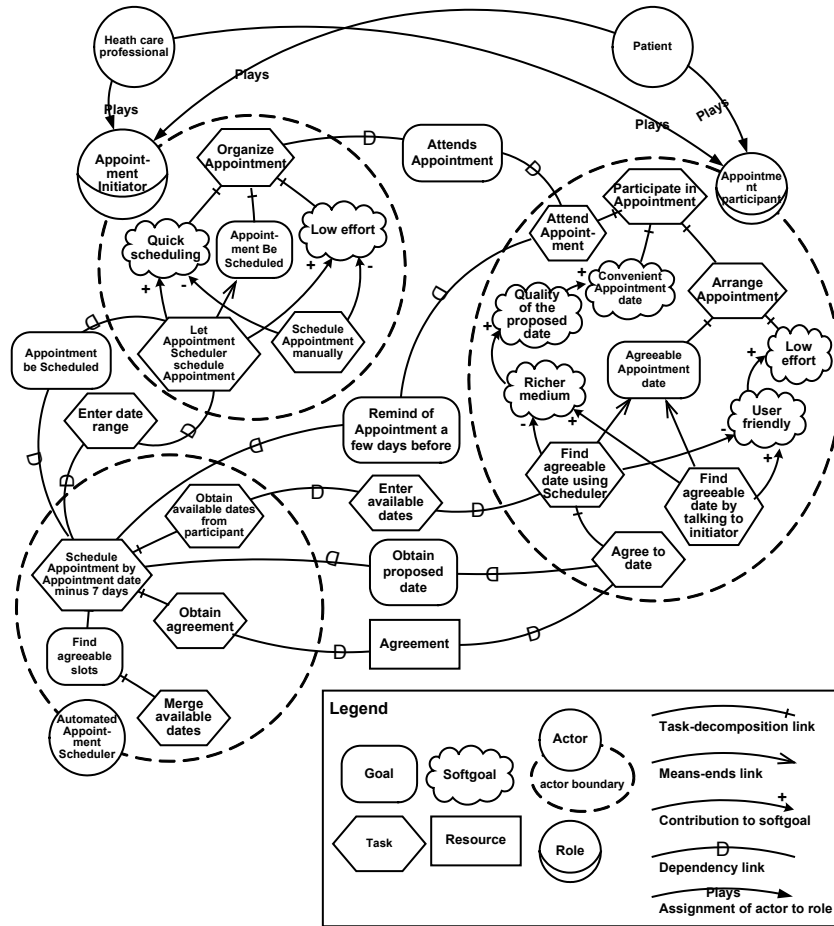 Heath care
professional
Patient
Plays
Plays
Plays
Plays
Appoint-
ment
Initiator
Organize
Appointment
D
Attends
Appointment
D
Appointme
nt
participant
Participate in
Appointment
Attend
Appoint-
ment
Quick
scheduling
Appoint-
ment Be
Scheduled
Low effort
+
-
+
-
Convenient
Appointment
date
+
Quality
of the
proposed
date
Arrange
Appointment
D
D
Let
Appointment
Scheduler
schedule
Appointment
Schedule
Appointment
manually
+
Agreeable
Appointment
date
Low
effort
+
Appointment
be Scheduled
Richer
medium
-
+
User
friendly
-
+
Enter date
range
D
D
D
Remind of
Appointment a
few days before
D
Find
agreeable
date using
Scheduler
Find
agreeable
date by
talking to
initiator
Obtain
available dates
from
participant
D
Enter
available
dates
D
Schedule
Appointment by
Appointment date
minus 7 days
D
Obtain
proposed
date
D
Agree to
date
Obtain
agreement
D
Agreement
D
Find
agreeable
slots
Merge
available
dates
Automated
Appoint-
ment
Scheduler
Legend
Goal
Softgoal
Actor
actor boundary
Task
Resource
Role
Task-decomposition link
Means-ends link
+
Contribution to softgoal
D
Dependency link
Plays
Assignment of actor to role